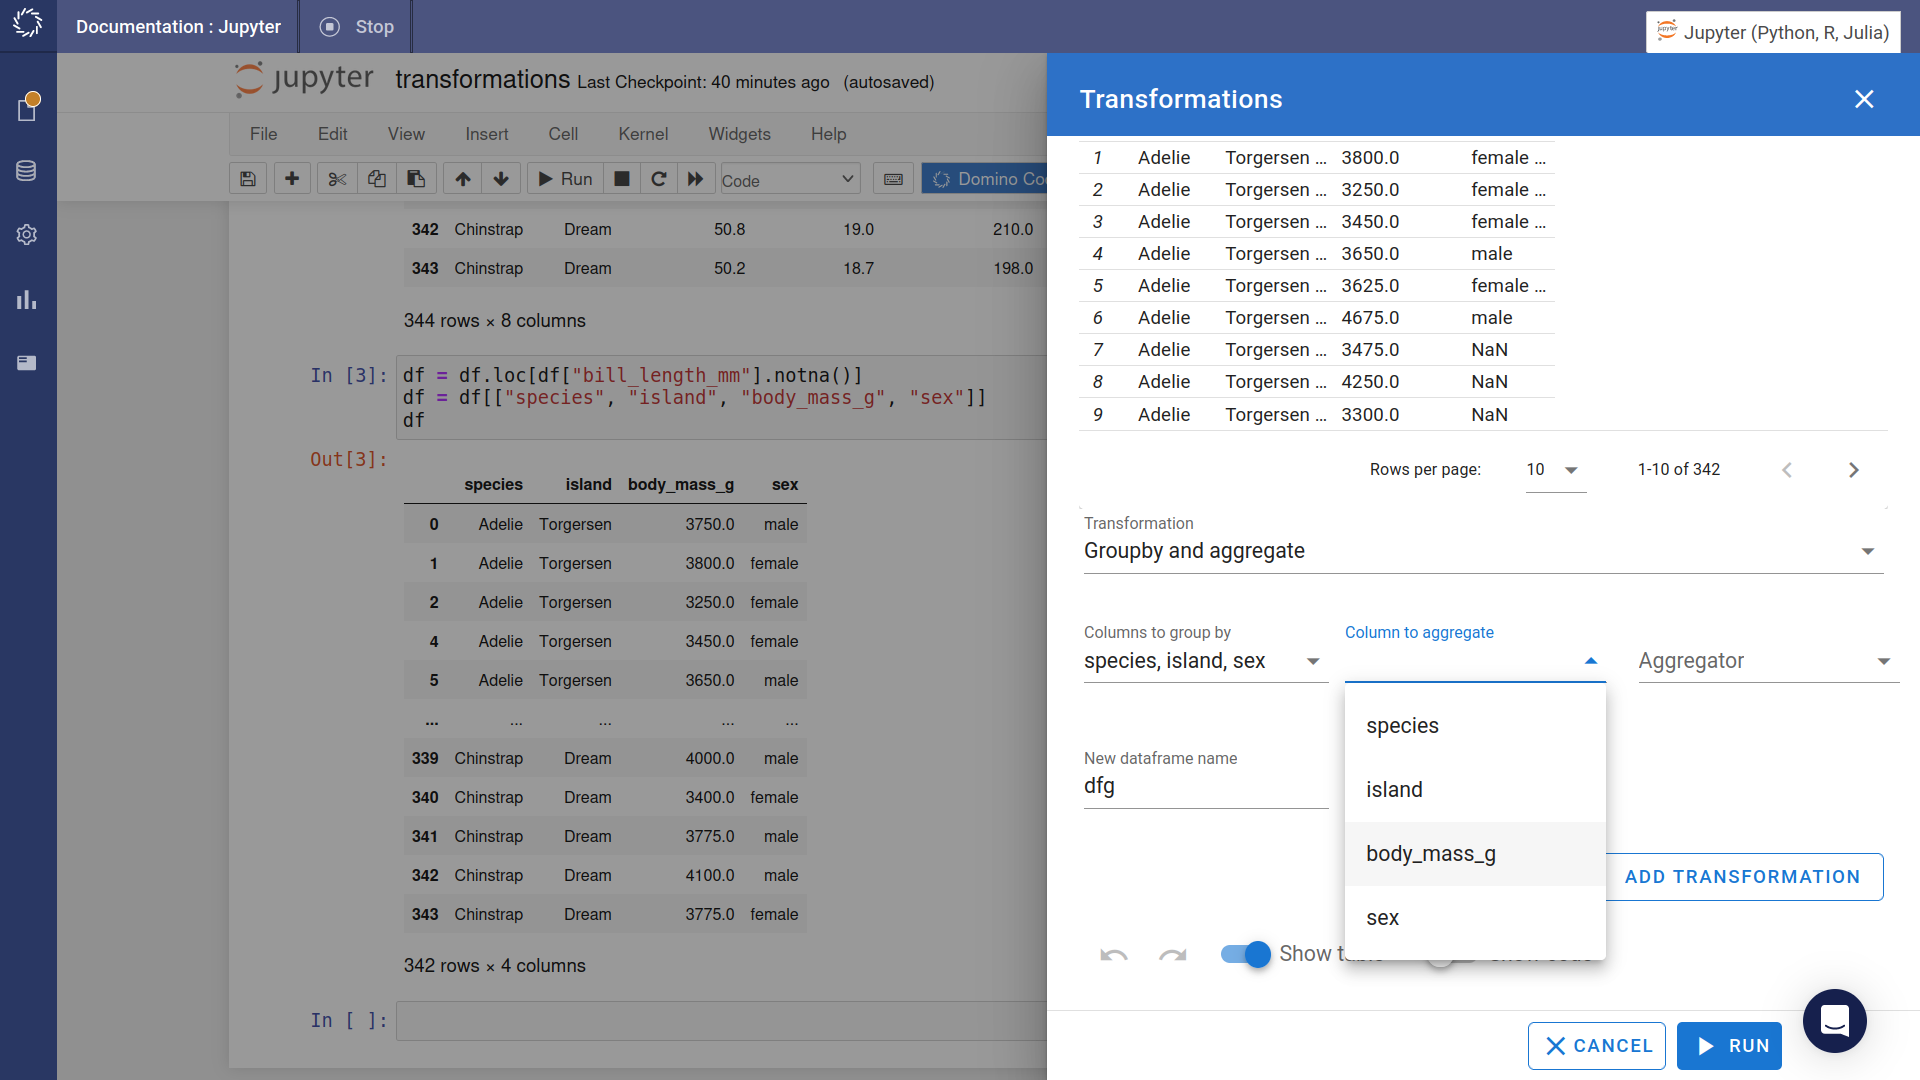 Documentation : Jupyter
Stop
Jupyter (Python, R, Julia)
jupyter transformations Last Checkpoint: 40 minutes ago (autosaved)
File Edit View Insert Cell Kernel Widgets Help
Run Code Domino Co
342 Chinstrap Dream 50.8 19.0 210.0
343 Chinstrap Dream 50.2 18.7 198.0
344 rows × 8 columns
In [3]: df = df.loc[df["bill_length_mm"].notna()]
df = df[["species", "island", "body_mass_g", "sex"]]
df
Out[3]:
species island body_mass_g sex
0 Adelie Torgersen 3750.0 male
1 Adelie Torgersen 3800.0 female
2 Adelie Torgersen 3250.0 female
4 Adelie Torgersen 3450.0 female
5 Adelie Torgersen 3650.0 male
... ... ... ... ...
339 Chinstrap Dream 4000.0 male
340 Chinstrap Dream 3400.0 female
341 Chinstrap Dream 3775.0 male
342 Chinstrap Dream 4100.0 male
343 Chinstrap Dream 3775.0 female
342 rows × 4 columns
In [ ]:
Transformations
1 Adelie Torgersen ... 3800.0 female ...
2 Adelie Torgersen ... 3250.0 female ...
3 Adelie Torgersen ... 3450.0 female ...
4 Adelie Torgersen ... 3650.0 male
5 Adelie Torgersen ... 3625.0 female ...
6 Adelie Torgersen ... 4675.0 male
7 Adelie Torgersen ... 3475.0 NaN
8 Adelie Torgersen ... 4250.0 NaN
9 Adelie Torgersen ... 3300.0 NaN
Rows per page: 10 1-10 of 342
Transformation
Groupby and aggregate
Columns to group by
species, island, sex
Column to aggregate
Aggregator
species
island
body_mass_g
sex
New dataframe name
dfg
ADD TRANSFORMATION
Show
CANCEL
RUN